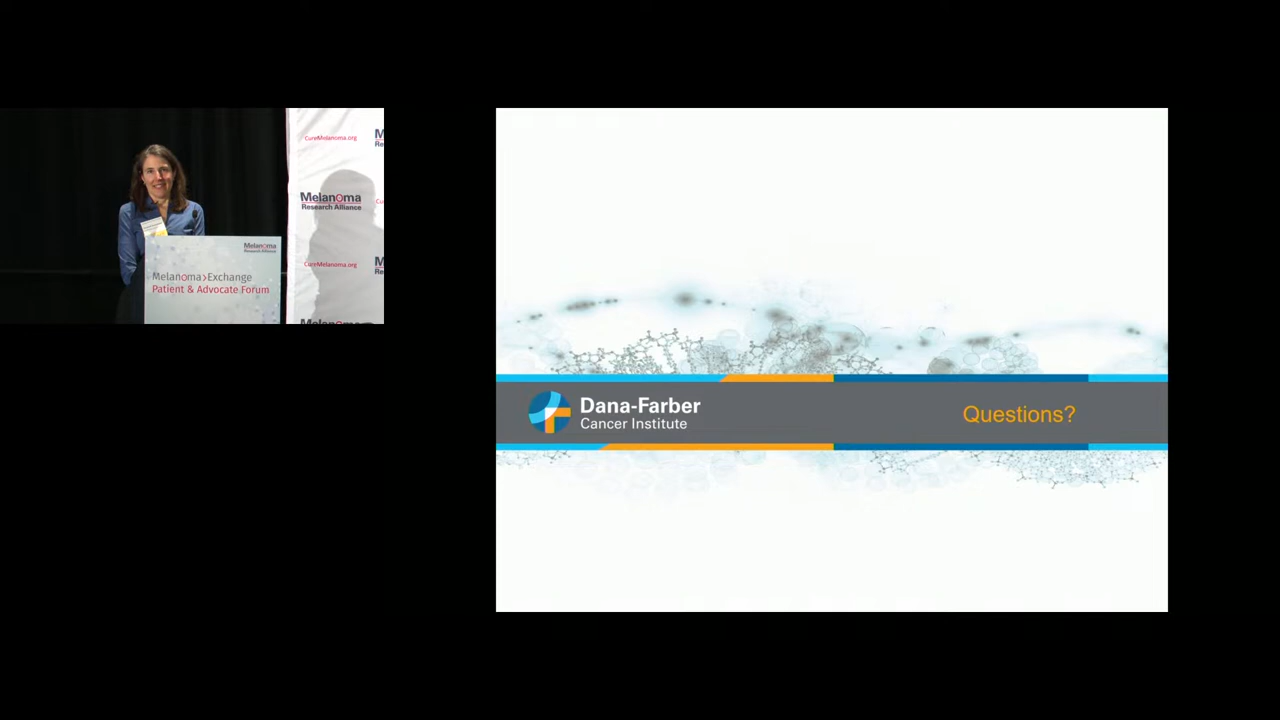 CureMelanoma.org
Melanoma
Research Alliance
CureMelanoma.org
Melanoma
Research Alliance
Melanoma>Exchange
Patient & Advocate Forum
Dana-Farber
Cancer Institute
Questions?